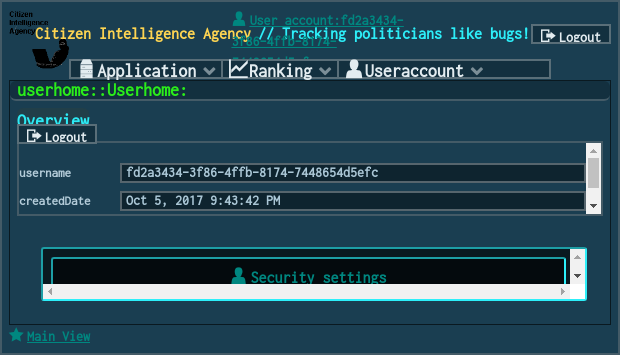 Citizen
Intelligence
Agency
User account:fd2a3434-
3f86-4ffb-8174-
Citizen Intelligence Agency // Tracking politicians like bugs!
Logout
Application
Ranking
Useraccount
userhome::Userhome:
Overview
Logout
username
fd2a3434-3f86-4ffb-8174-7448654d5efc
createdDate
Oct 5, 2017 9:43:42 PM
Security settings
Main View